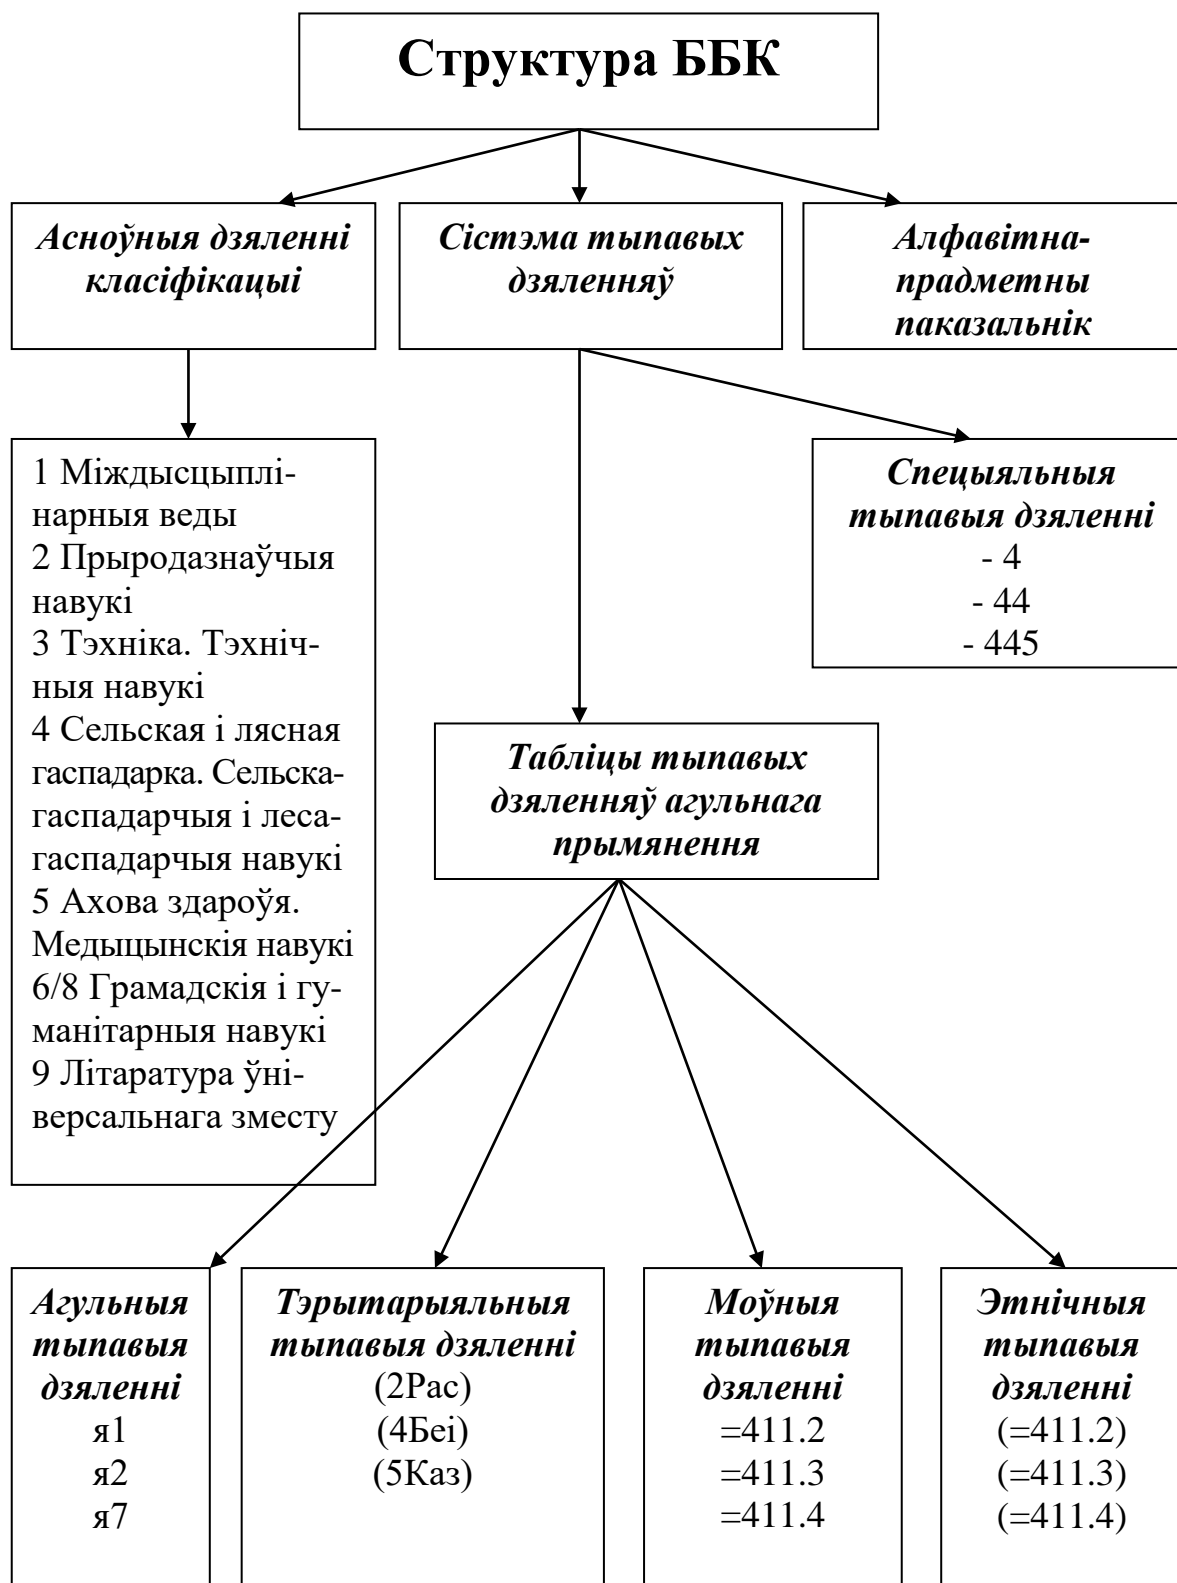 Структура ББК
Асноўныя дзяленні
класіфікацыі
Сістэма тыпавых
дзяленняў
Алфавітна-
прадметны
паказальнік
1 Міждысцыплі-
нарныя веды
2 Прыродазнаўчыя
навукі
3 Тэхніка. Тэхніч-
ныя навукі
4 Сельская і лясная
гаспадарка. Сельска-
гаспадарчыя і леса-
гаспадарчыя навукі
5 Ахова здароўя.
Медыцынскія навукі
6/8 Грамадскія і гу-
манітарныя навукі
9 Літаратура ўні-
версальнага зместу
Спецыяльныя
тыпавыя дзяленні
- 4
- 44
- 445
Табліцы тыпавых
дзяленняў агульнага
прымянення
Агульныя
тыпавыя
дзяленні
я1
я2
я7
Тэрытарыяльныя
тыпавыя дзяленні
(2Рас)
(4Беі)
(5Каз)
Моўныя
тыпавыя
дзяленні
=411.2
=411.3
=411.4
Этнічныя
тыпавыя
дзяленні
(=411.2)
(=411.3)
(=411.4)